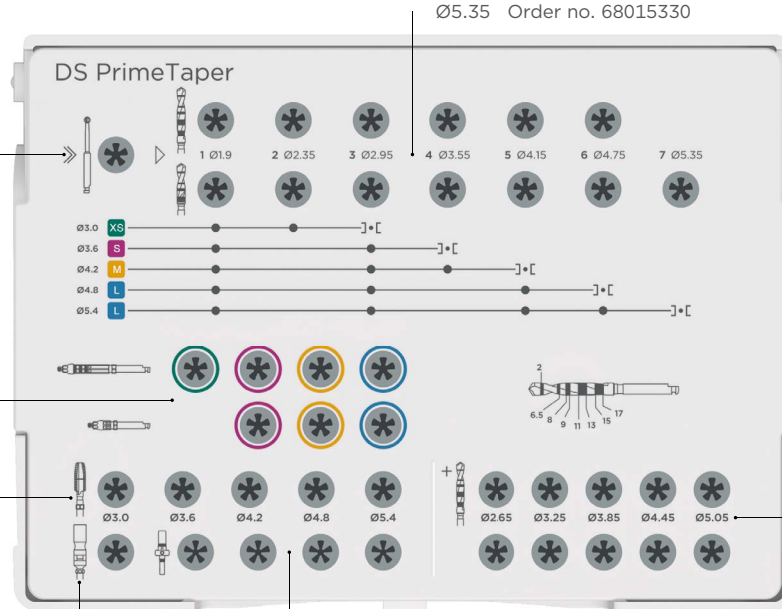 Ø5.35 Order no. 68015330
DS PrimeTaper
1 Ø1.9 2 Ø2.35 3 Ø2.95 4 Ø3.55 5 Ø4.15 6 Ø4.75 7 Ø5.35
Ø3.0 XS
Ø3.6 S
Ø4.2 M
Ø4.8 L
Ø5.4 L
2
6.5 8 9 11 13 15 17
+
Ø3.0 Ø3.6 Ø4.2 Ø4.8 Ø5.4 Ø2.65 Ø3.25 Ø3.85 Ø4.45 Ø5.05